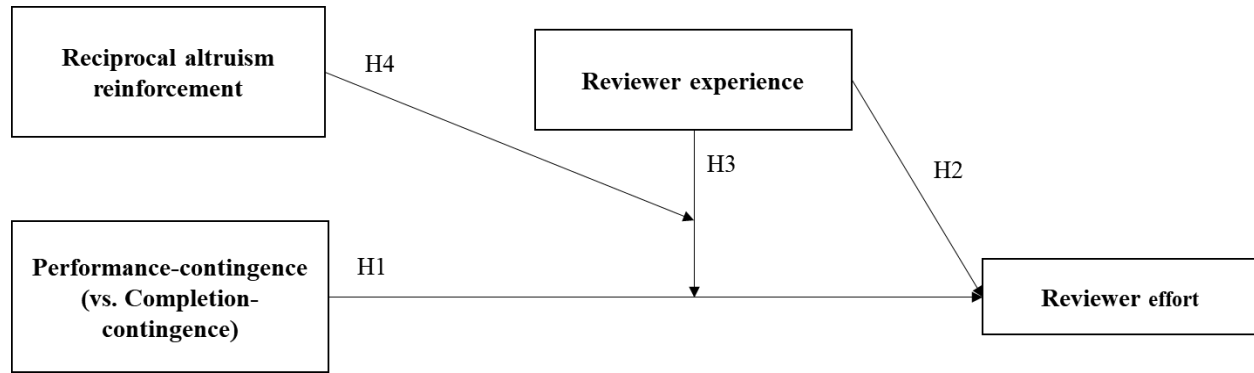 Reciprocal altruism
reinforcement
H4
Reviewer experience
H3
H2
Performance-contingence
(vs. Completion-
contingence)
H1
Reviewer effort